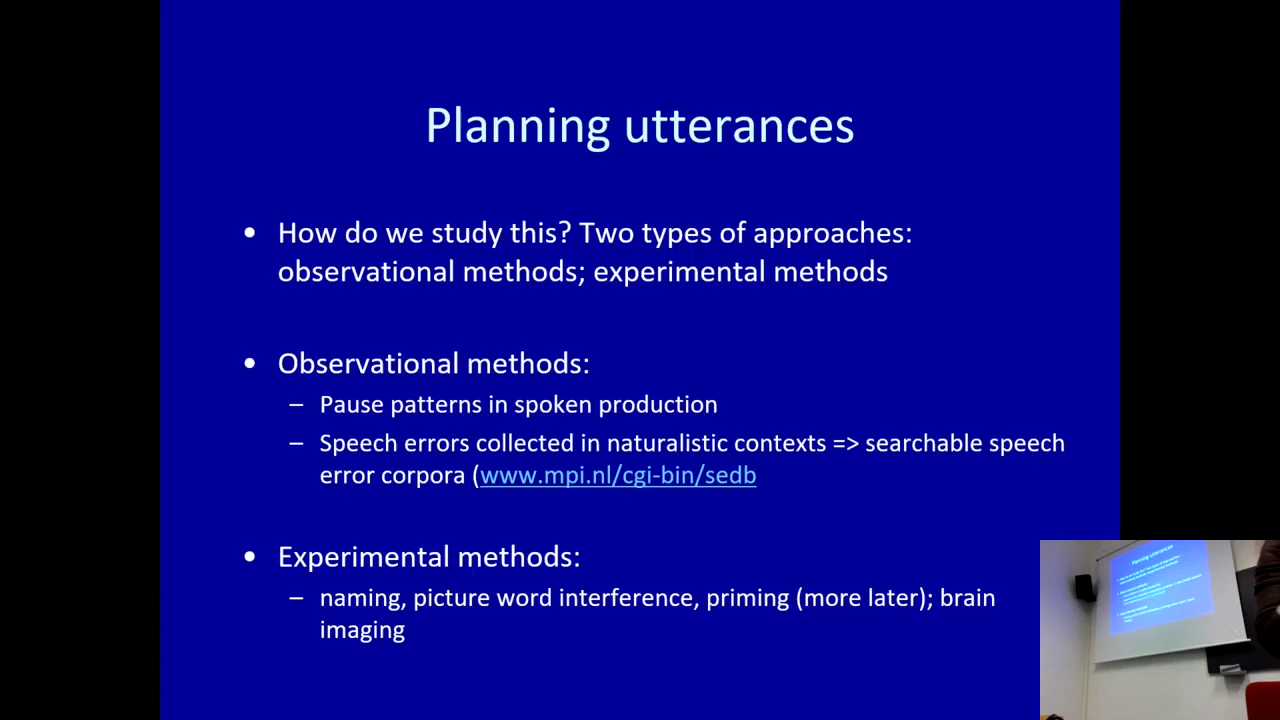 Planning utterances
• How do we study this? Two types of approaches:
observational methods; experimental methods
• Observational methods:
– Pause patterns in spoken production
– Speech errors collected in naturalistic contexts => searchable speech
error corpora (www.mpi.nl/cgi-bin/sedb
• Experimental methods:
– naming, picture word interference, priming (more later); brain
imaging
Planning utterances